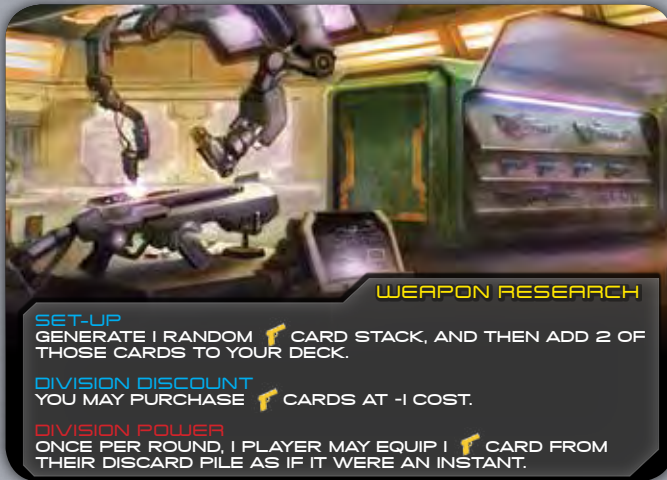 WEAPON RESEARCH
SET-UP
GENERATE 1 RANDOM CARD STACK, AND THEN ADD 2 OF
THOSE CARDS TO YOUR DECK.
DIVISION DISCOUNT
YOU MAY PURCHASE CARDS AT -1 COST.
DIVISION POWER
ONCE PER ROUND, 1 PLAYER MAY EQUIP 1 CARD FROM
THEIR DISCARD PILE AS IF IT WERE AN INSTANT.